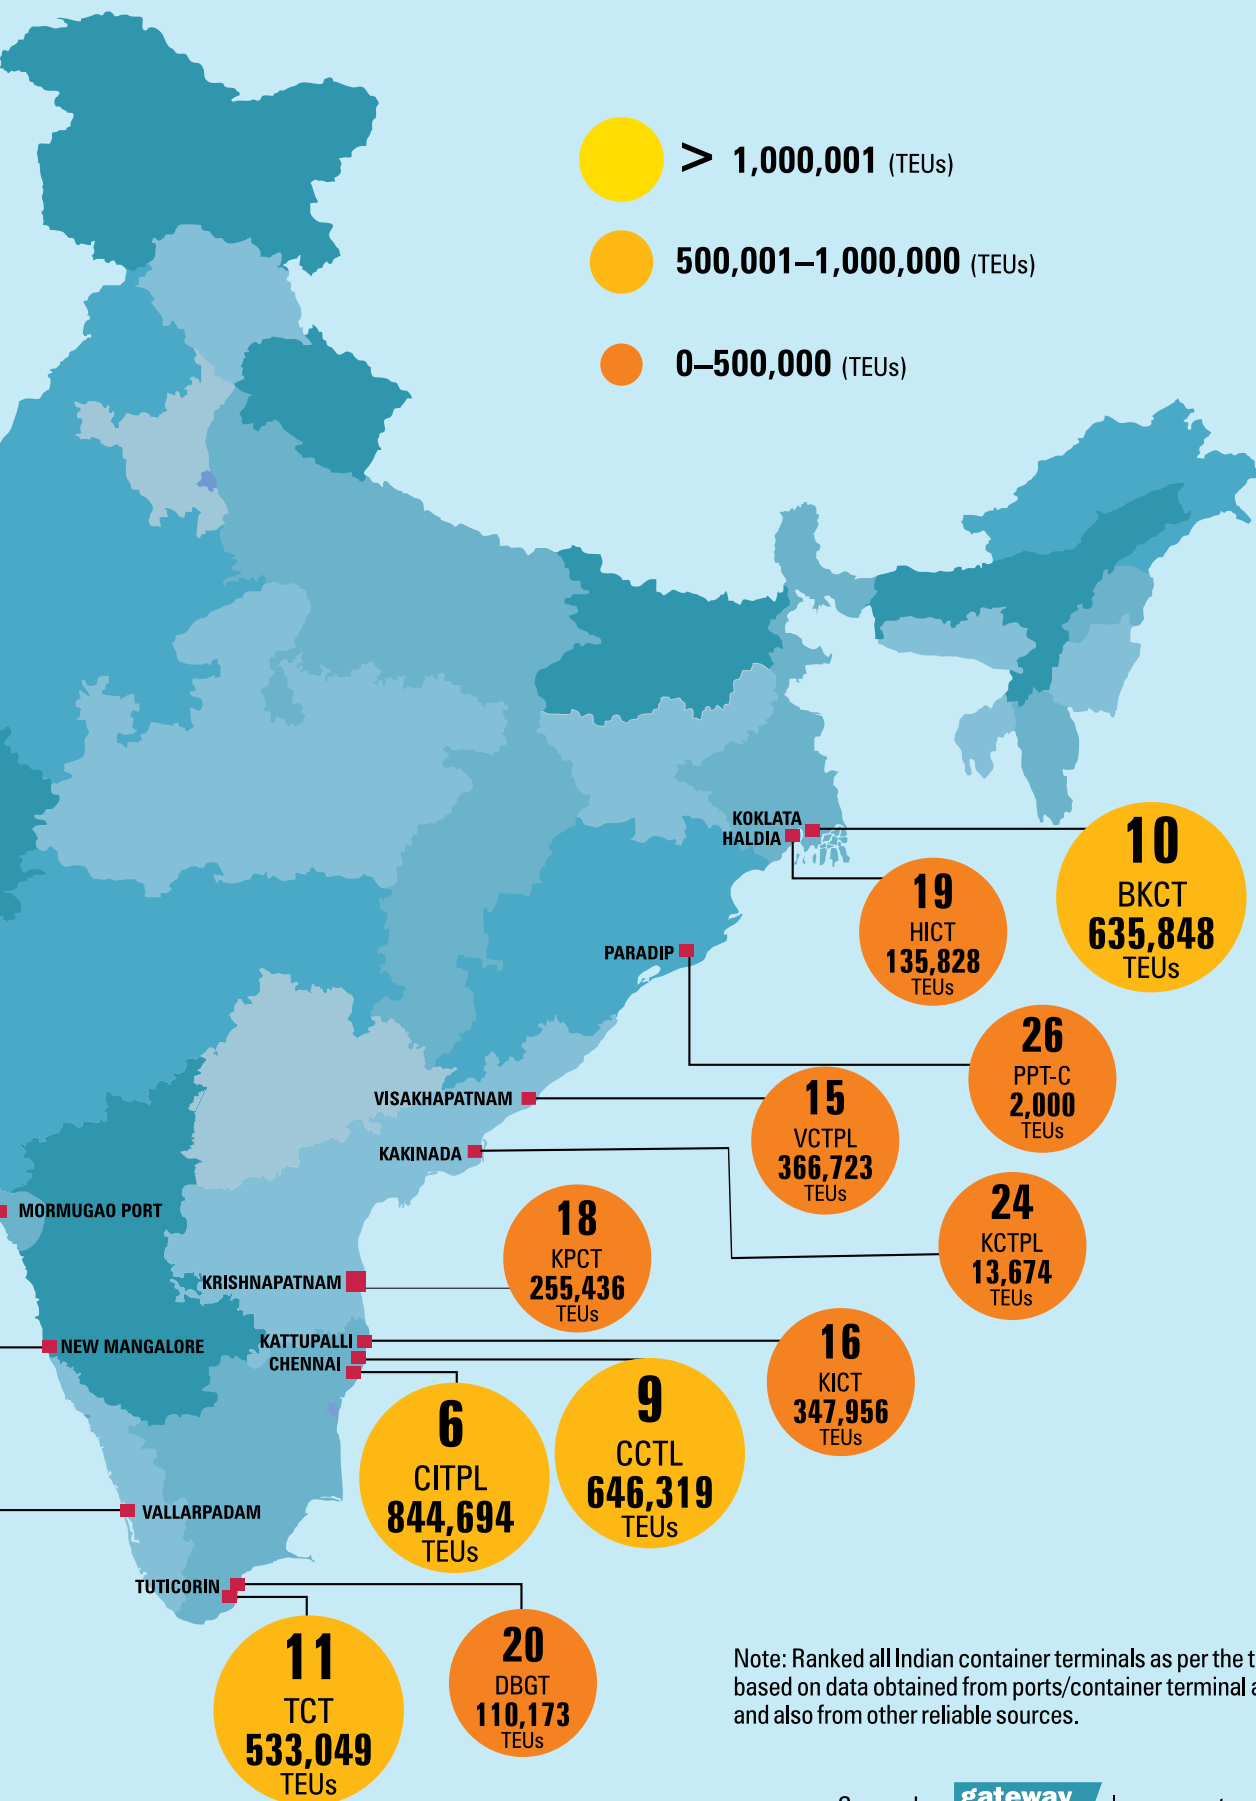 > 1,000,001 (TEUs)
500,001–1,000,000 (TEUs)
0–500,000 (TEUs)
KOKLATA
HALDIA
10
BKCT
635,848
TEUs
19
HICT
135,828
TEUs
PARADIP
26
PPT-C
2,000
TEUs
VISAKHAPATNAM
15
VCTPL
366,723
TEUs
KAKINADA
24
KCTPL
13,674
TEUs
MORMUGAO PORT
18
KPCT
255,436
TEUs
KRISHNAPATNAM
NEW MANGALORE
KATTUPALLI
CHENNAI
16
KICT
347,956
TEUs
6
CITPL
844,694
TEUs
9
CCTL
646,319
TEUs
VALLARPADAM
TUTICORIN
11
TCT
533,049
TEUs
20
DBGT
110,173
TEUs
Note: Ranked all Indian container terminals as per the
based on data obtained from ports/container terminal
and also from other reliable sources.
gateway